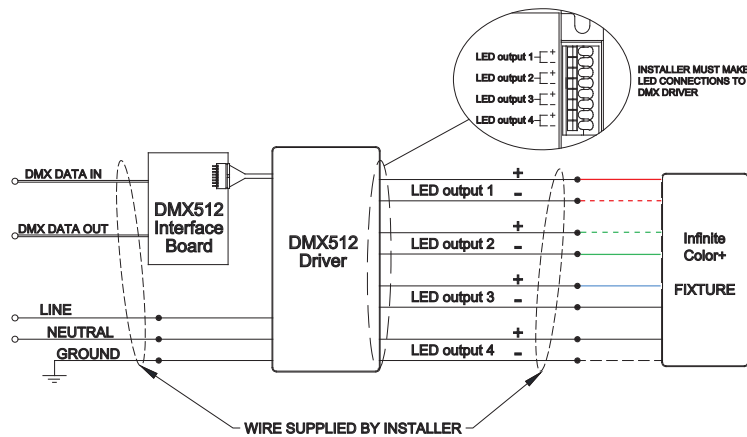 LED output 1 + -
LED output 2 + -
LED output 3 + -
LED output 4 + -
INSTALLER MUST MAKE
LED CONNECTIONS TO
DMX DRIVER
DMX DATA IN
DMX DATA OUT
DMX512
Interface
Board
LINE
NEUTRAL
GROUND
DMX512
Driver
+
LED output 1
-
+
LED output 2
-
+
LED output 3
-
+
LED output 4
-
Infinite
Color+
FIXTURE
WIRE SUPPLIED BY INSTALLER